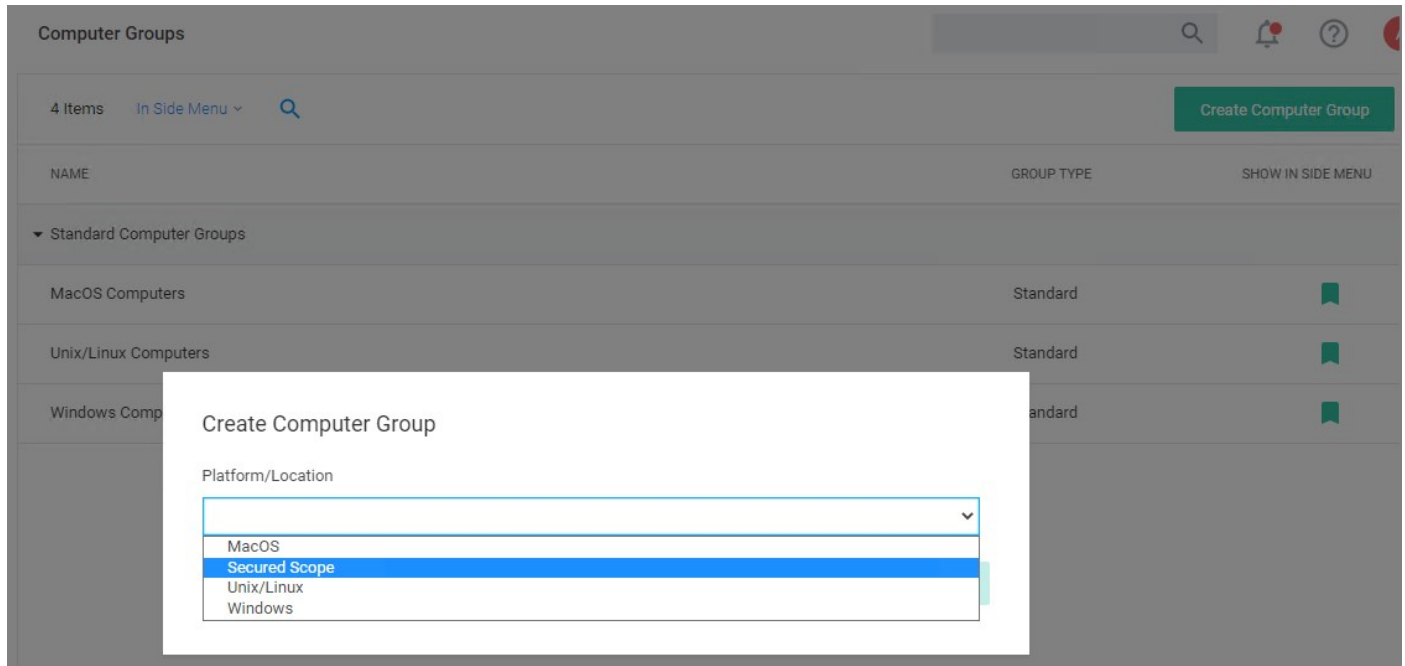 Computer Groups
4 Items In Side Menu
Create Computer Group
NAME GROUP TYPE SHOW IN SIDE MENU
Standard Computer Groups
MacOS Computers Standard
Unix/Linux Computers Standard
Windows Comp andard
Create Computer Group
Platform/Location
MacOS
Secured Scope
Unix/Linux
Windows